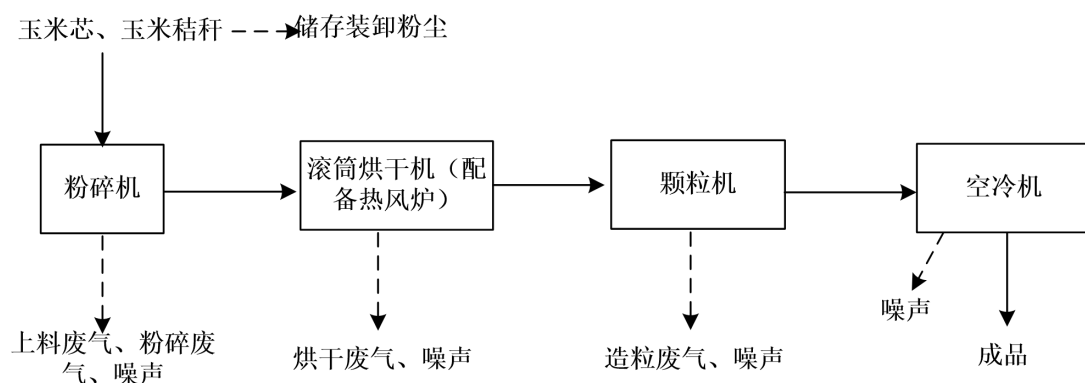 玉米芯、玉米秸秆
储存装卸粉尘
粉碎机
滚筒烘干机（配
备热风炉）
颗粒机
空冷机
上料废气、粉碎废
气、噪声
烘干废气、噪声
造粒废气、噪声
噪声
成品